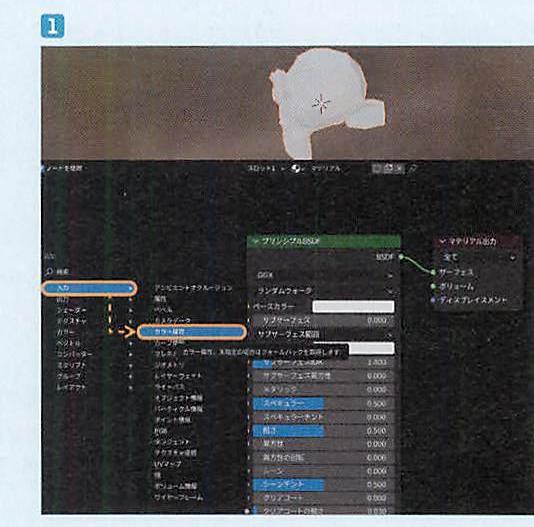 1
ノードを使用
スロット1
マテリアル
追加
検索
入力
出力
シェーダー
テクスチャ
カラー
ベクトル
コンバーター
スクリプト
グループ
レイアウト
アンビエントオクルージョン
属性
ベベル
カメラデータ
カラー属性
カーブ情報
カラー属性。未指定の場合はフォールバックを取得します
ジオメトリ
レイヤーウェイト
ライトパス
オブジェクト情報
パーティクル情報
ポイント情報
RGB
タンジェント
テクスチャ座標
UVマップ
値
ボリューム情報
ワイヤーフレーム
プリンシプルBSDF
BSDF
GGX
ランダムウォーク
ベースカラー
サブサーフェス 0.000
サブサーフェス範囲
サブサーフェスIOR 1.400
サブサーフェス異方性 0.000
メタリック 0.000
スペキュラー 0.500
スペキュラーチント 0.000
粗さ 0.500
異方性 0.000
異方性の回転 0.000
シーン 0.000
シーンチント 0.500
クリアコート 0.000
クリアコートの粗さ 0.030
マテリアル出力
全て
サーフェス
ボリューム
ディスプレイスメント